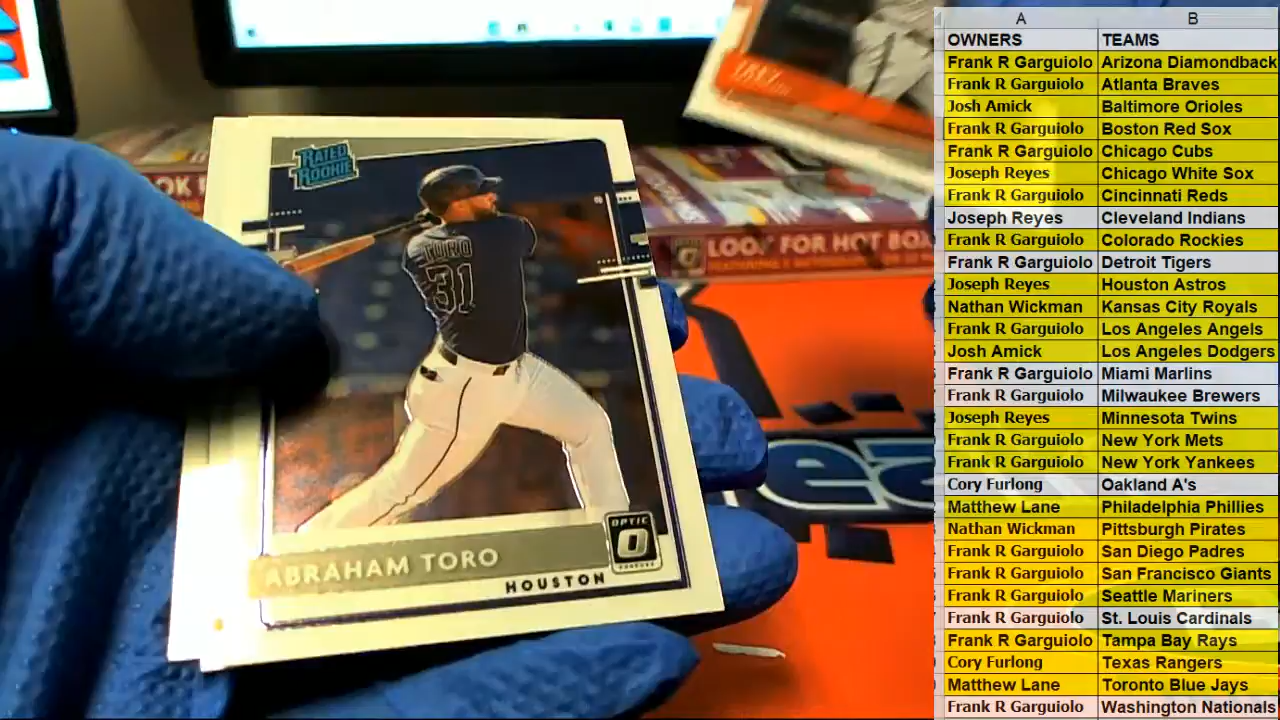 RATED
ROOKIE
TORO
31
ABRAHAM TORO
HOUSTON
OPTIC
LOOK FOR HOT BOX
A B
OWNERS TEAMS
Frank R Garguiolo Arizona Diamondback
Frank R Garguiolo Atlanta Braves
Josh Amick Baltimore Orioles
Frank R Garguiolo Boston Red Sox
Frank R Garguiolo Chicago Cubs
Joseph Reyes Chicago White Sox
Frank R Garguiolo Cincinnati Reds
Joseph Reyes Cleveland Indians
Frank R Garguiolo Colorado Rockies
Frank R Garguiolo Detroit Tigers
Joseph Reyes Houston Astros
Nathan Wickman Kansas City Royals
Frank R Garguiolo Los Angeles Angels
Josh Amick Los Angeles Dodgers
Frank R Garguiolo Miami Marlins
Frank R Garguiolo Milwaukee Brewers
Joseph Reyes Minnesota Twins
Frank R Garguiolo New York Mets
Frank R Garguiolo New York Yankees
Cory Furlong Oakland A's
Matthew Lane Philadelphia Phillies
Nathan Wickman Pittsburgh Pirates
Frank R Garguiolo San Diego Padres
Frank R Garguiolo San Francisco Giants
Frank R Garguiolo Seattle Mariners
Frank R Garguiolo St. Louis Cardinals
Frank R Garguiolo Tampa Bay Rays
Cory Furlong Texas Rangers
Matthew Lane Toronto Blue Jays
Frank R Garguiolo Washington Nationals